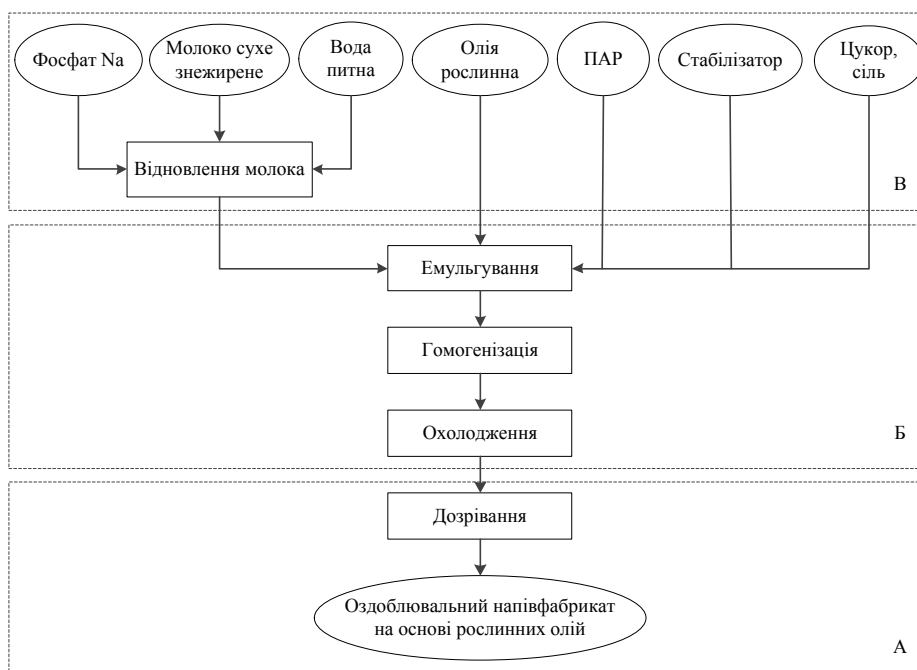 Фосфат Na
Молоко сухе
знежирене
Вода
питна
Олія
рослинна
ПАР
Стабілізатор
Цукор,
сіль
Відновлення молока
В
Емульгування
Гомогенізація
Охолодження
Б
Дозрівання
Оздоблювальний напівфабрикат
на основі рослинних олій
А